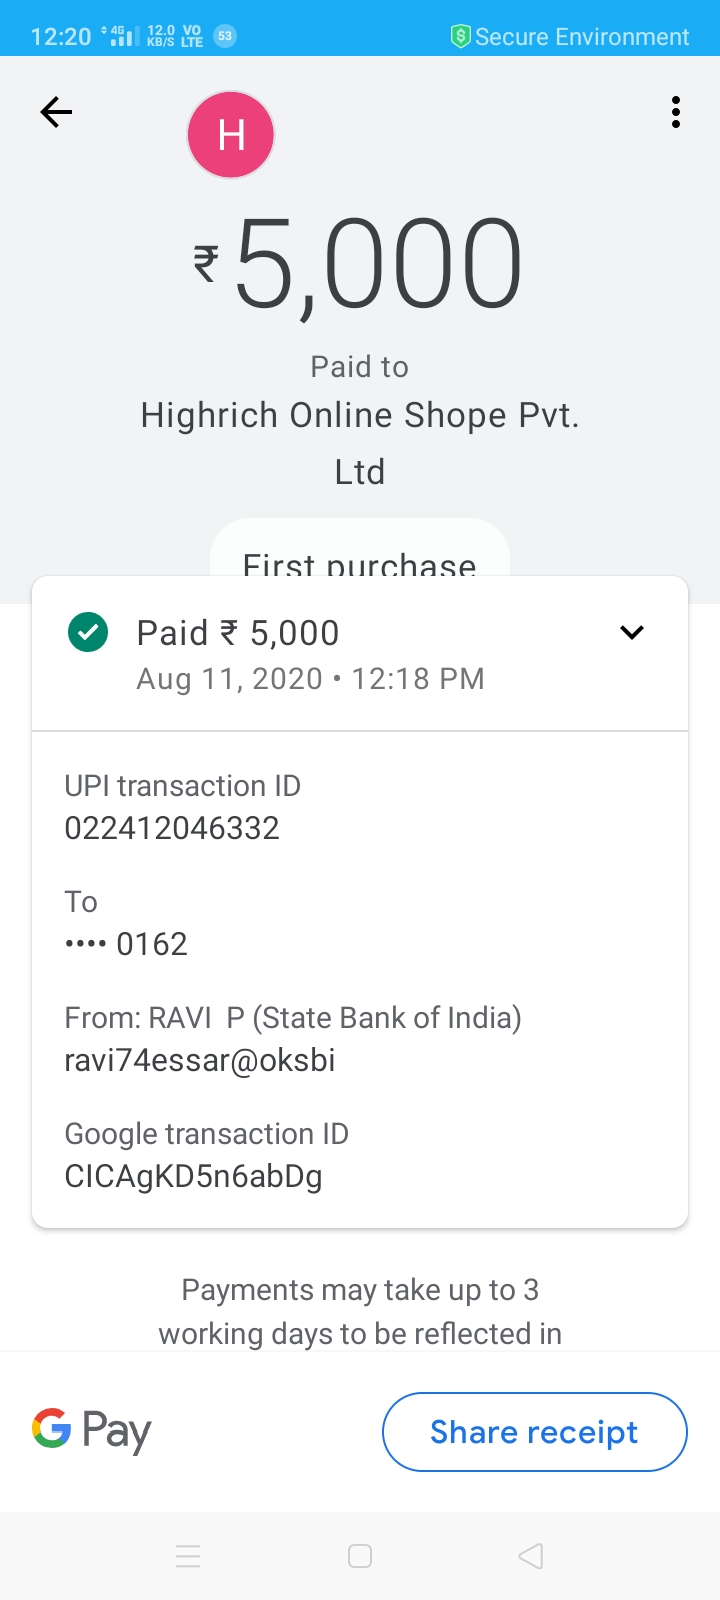 12:20 4G 12.0 KB/S VO LTE 53 Secure Environment
H
₹5,000
Paid to
Highrich Online Shope Pvt.
Ltd
First purchase
Paid ₹ 5,000
Aug 11, 2020 • 12:18 PM
UPI transaction ID
022412046332
To
•••• 0162
From: RAVI  P (State Bank of India)
ravi74essar@oksbi
Google transaction ID
CICAgKD5n6abDg
Payments may take up to 3
working days to be reflected in
G Pay
Share receipt